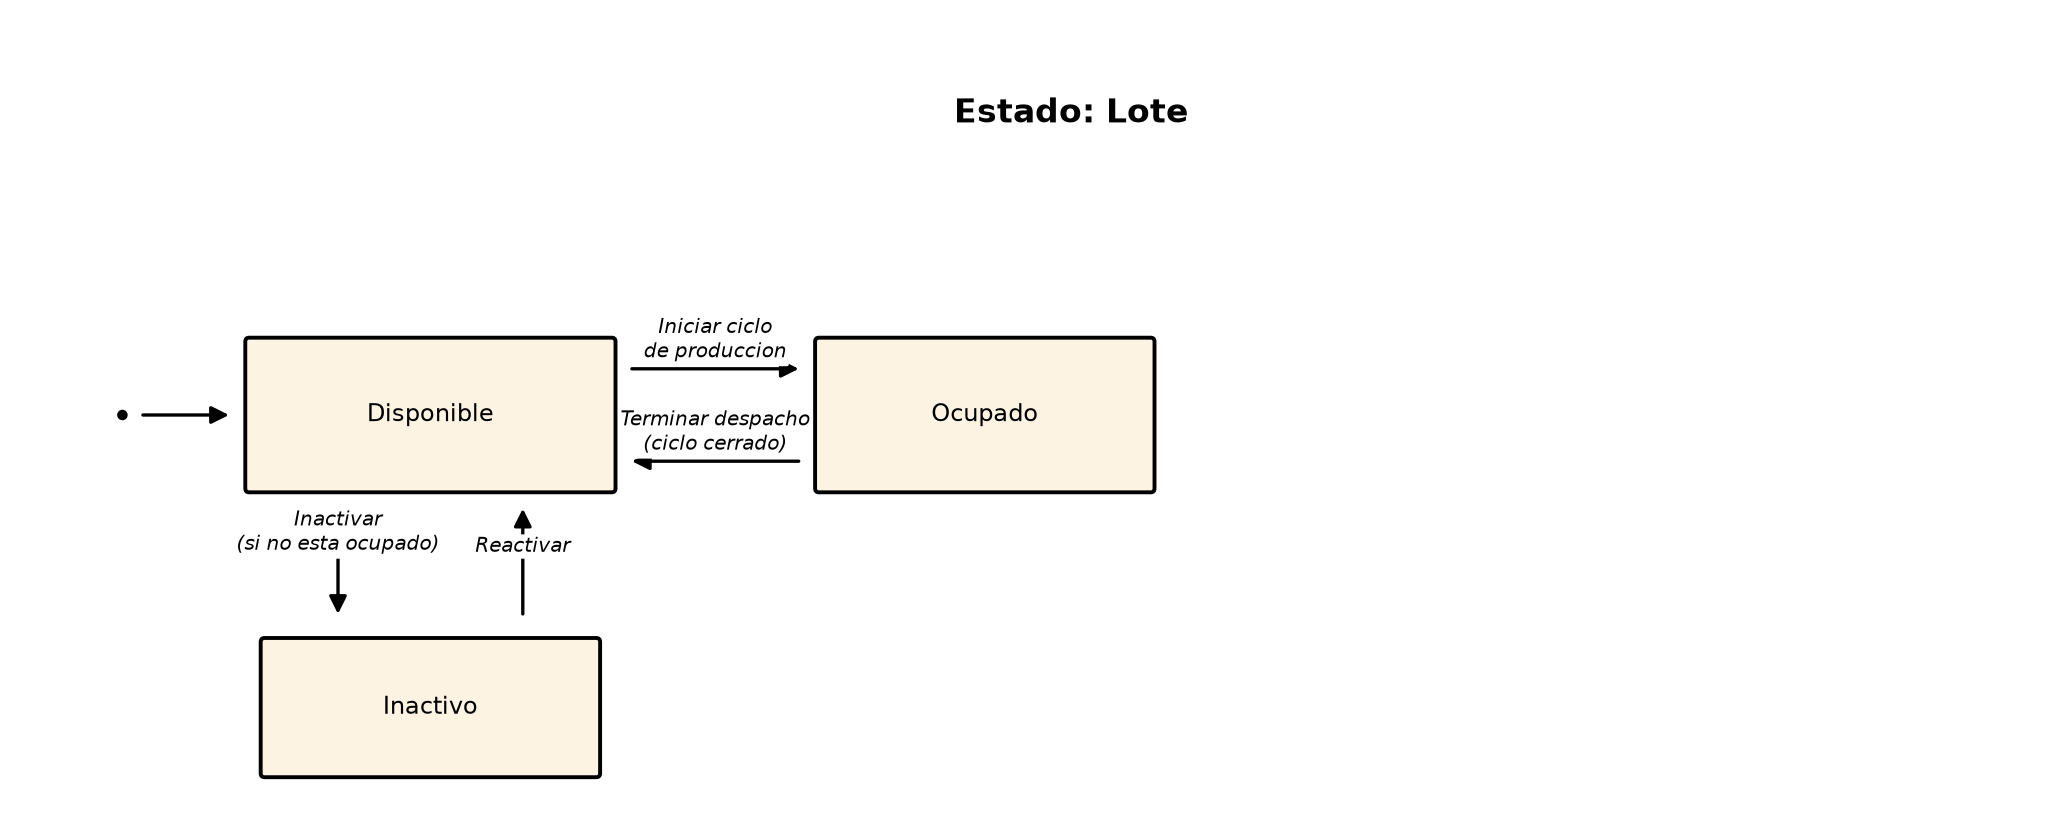 Estado: Lote
Iniciar ciclo
de produccion
Disponible
Terminar despacho
(ciclo cerrado)
Ocupado
Inactivar
(si no esta ocupado)
Reactivar
Inactivo